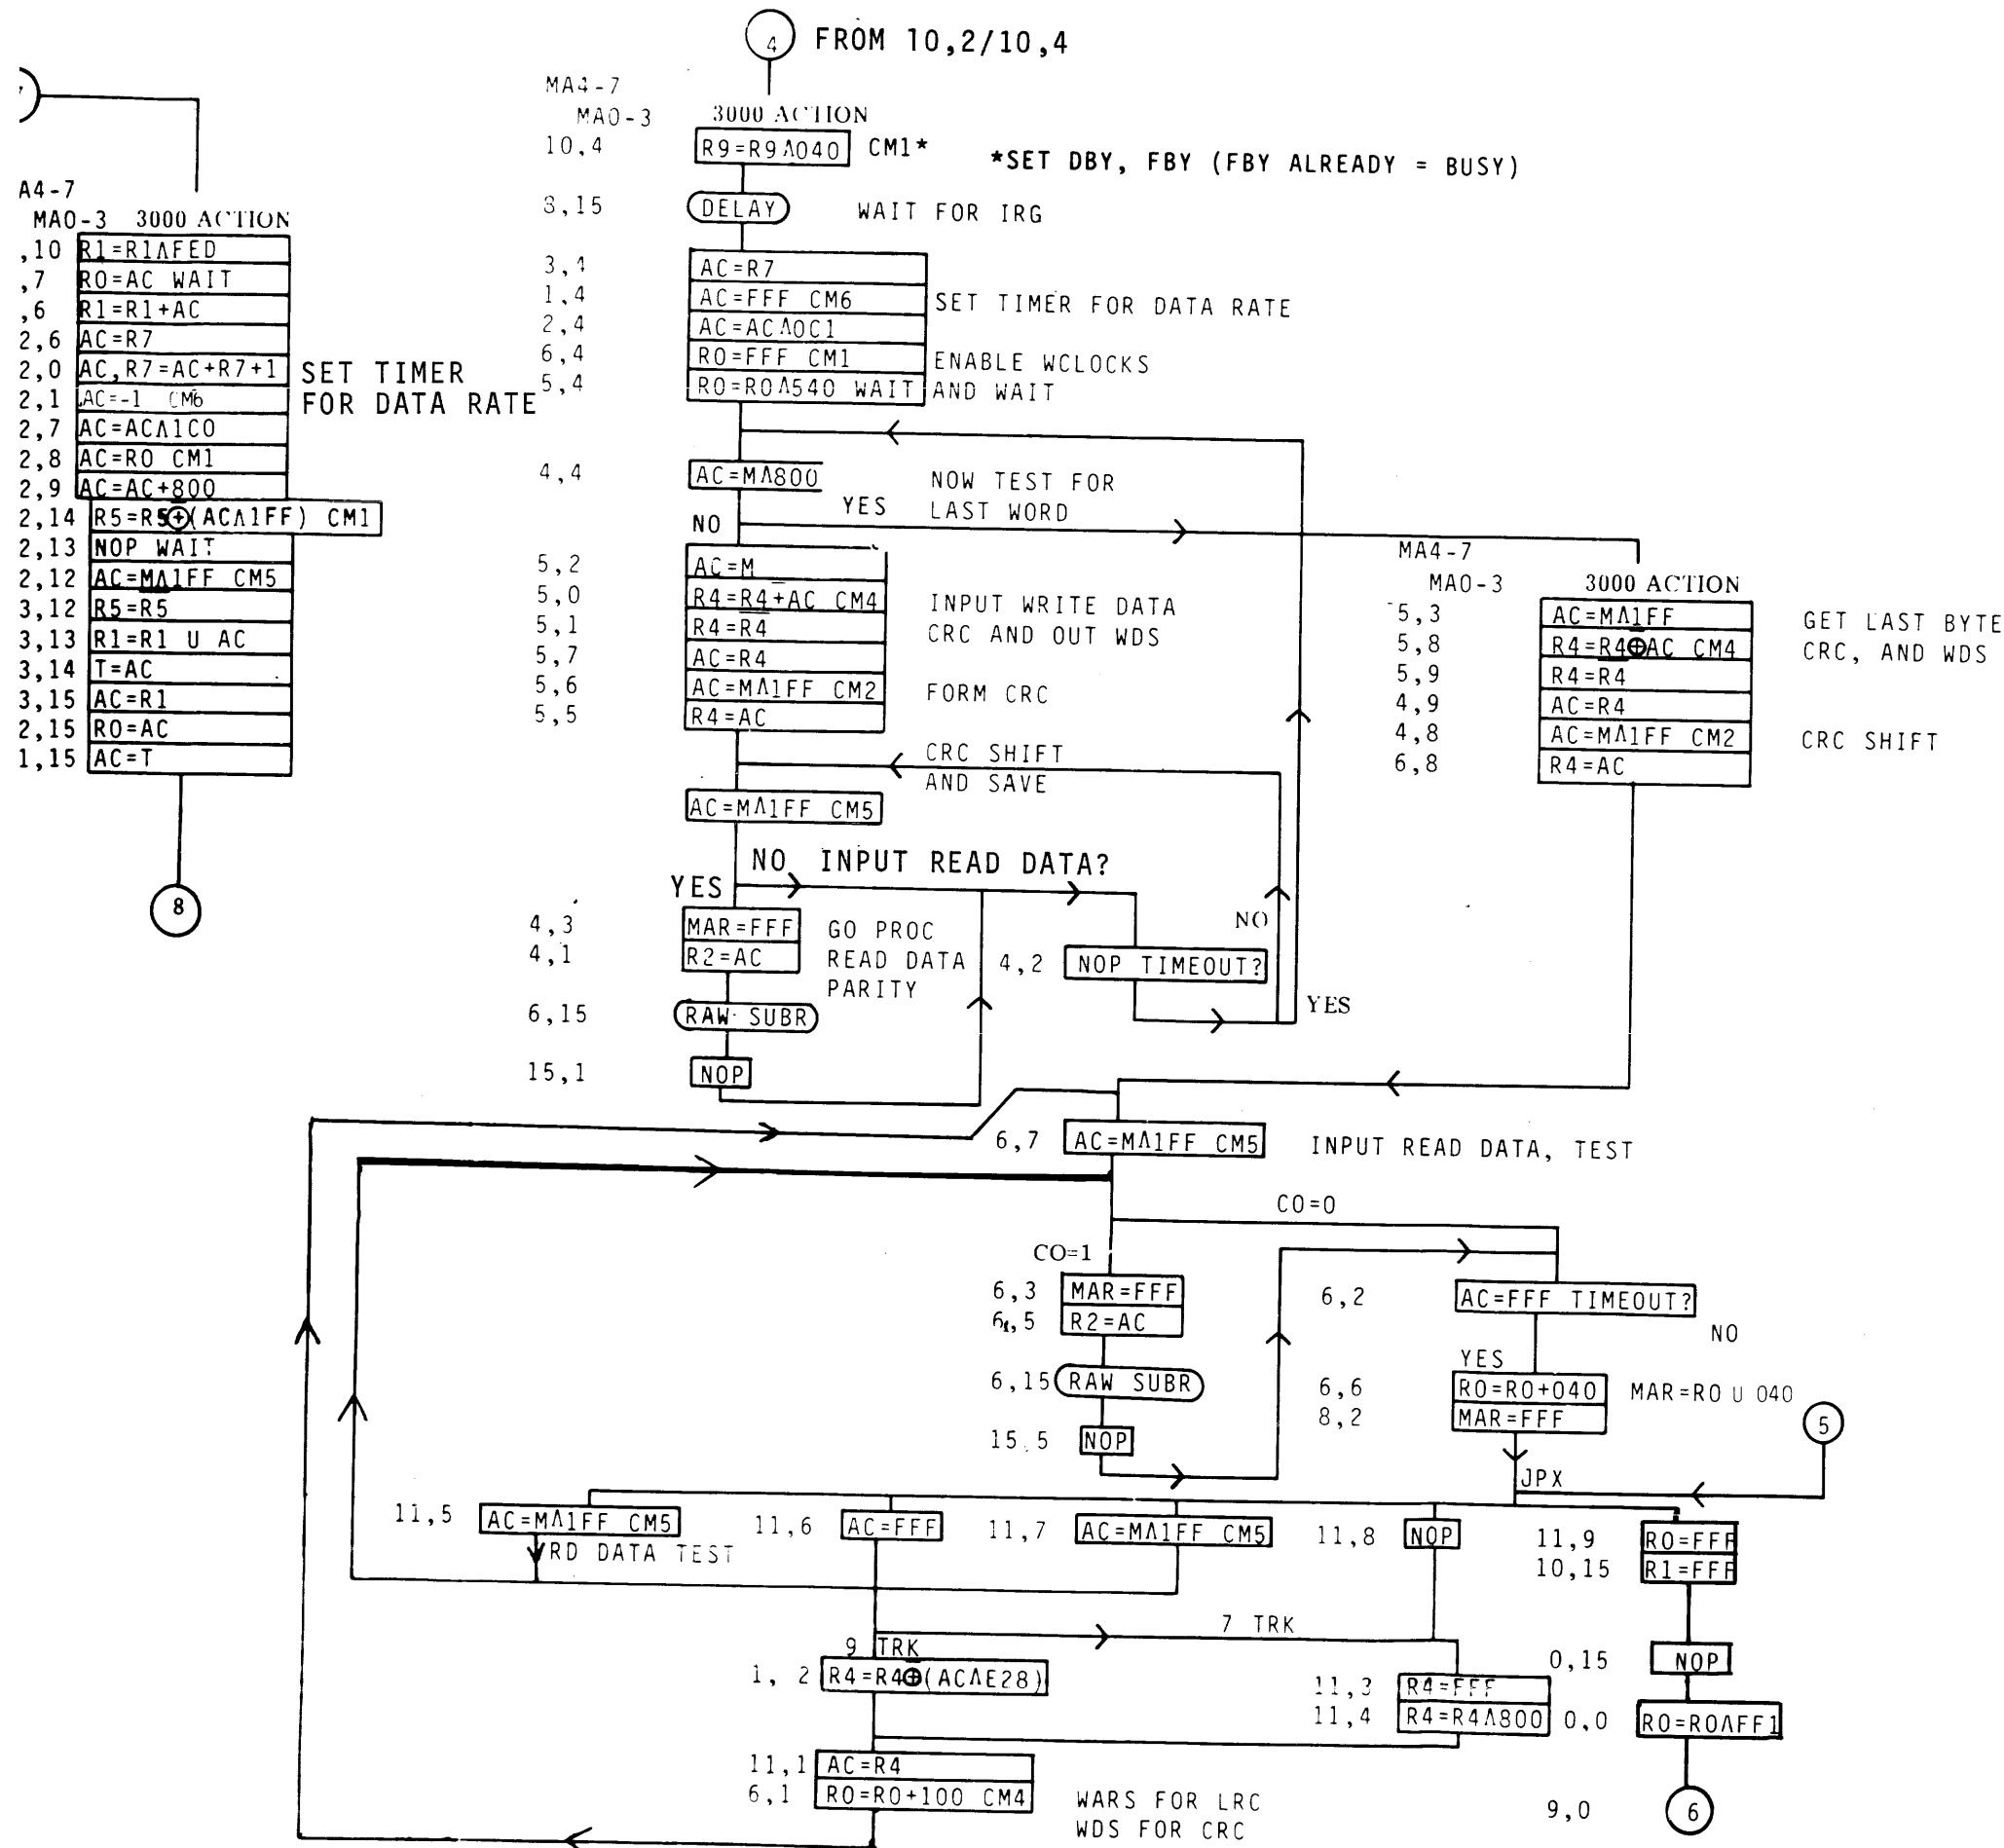 4 FROM 10,2/10,4
MA4-7
MA0-3 3000 ACTION
10,4 R9=R9Λ040 CM1* *SET DBY, FBY (FBY ALREADY = BUSY)
3,15 DELAY WAIT FOR IRG
3,4 AC=R7
1,4 AC=FFF CM6 SET TIMER FOR DATA RATE
2,4 AC=ACΛ0C1
6,4 R0=FFF CM1 ENABLE WCLOCKS
5,4 R0=R0Λ540 WAIT AND WAIT
4,4 AC=MΛ800 NOW TEST FOR
YES LAST WORD
NO
5,2 AC=M
5,0 R4=R4+AC CM4 INPUT WRITE DATA
5,1 R4=R4 CRC AND OUT WDS
5,7 AC=R4
5,6 AC=MΛ1FF CM2 FORM CRC
5,5 R4=AC
CRC SHIFT
AND SAVE
AC=MΛ1FF CM5
NO INPUT READ DATA?
YES
4,3 MAR=FFF GO PROC
4,1 R2=AC READ DATA
PARITY
6,15 RAW SUBR
15,1 NOP
4,2 NOP TIMEOUT?
NO
YES
A4-7
MA0-3 3000 ACTION
,10 R1=R1ΛFED
,7 R0=AC WAIT
,6 R1=R1+AC
2,6 AC=R7
2,0 AC,R7=AC+R7+1 SET TIMER
2,1 AC=-1 CM6 FOR DATA RATE
2,7 AC=ACΛ1C0
2,8 AC=R0 CM1
2,9 AC=AC+800
2,14 R5=R5⊕(ACΛ1FF) CM1
2,13 NOP WAIT
2,12 AC=MΛ1FF CM5
3,12 R5=R5
3,13 R1=R1 U AC
3,14 T=AC
3,15 AC=R1
2,15 R0=AC
1,15 AC=T
8
MA4-7
MA0-3 3000 ACTION
5,3 AC=MΛ1FF GET LAST BYTE
5,8 R4=R4⊕AC CM4 CRC, AND WDS
5,9 R4=R4
4,9 AC=R4
4,8 AC=MΛ1FF CM2 CRC SHIFT
6,8 R4=AC
6,7 AC=MΛ1FF CM5 INPUT READ DATA, TEST
CO=0
CO=1
6,3 MAR=FFF
6,5 R2=AC
6,15 RAW SUBR
15.5 NOP
6,2 AC=FFF TIMEOUT?
NO
YES
6,6 R0=R0+040 MAR=R0 U 040
8,2 MAR=FFF
5
JPX
11,5 AC=MΛ1FF CM5
RD DATA TEST
11,6 AC=FFF
11,7 AC=MΛ1FF CM5
11,8 NOP
11,9 R0=FFF
10,15 R1=FFF
7 TRK
9 TRK
1, 2 R4=R4⊕(ACΛE28)
11,3 R4=FFF
11,4 R4=R4Λ800
0,15 NOP
0,0 R0=R0ΛFF1
11,1 AC=R4
6,1 R0=R0+100 CM4 WARS FOR LRC
WDS FOR CRC
9,0 6